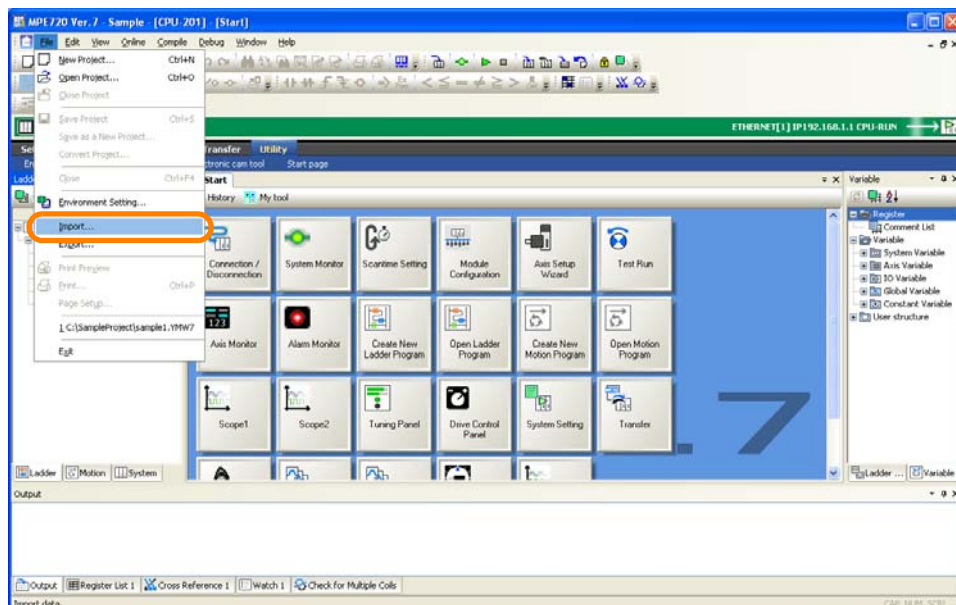 MPE720 Ver. 7 - Sample - [CPU-201] - [Start]
File Edit View Online Compile Debug Window Help
New Project... Ctrl+N
Open Project... Ctrl+O
Close Project
Save Project Ctrl+S
Save as a New Project...
Convert Project...
Close Ctrl+F4
Environment Setting...
Import...
Export...
Print Preview
Print... Ctrl+P
Page Setup...
1 C:\SampleProject\sample1.YMW7
Exit
ETHERNET[1] IP192.168.1.1 CPU-RUN
Transfer Utility
Start page
Start
History My tool
Connection / Disconnection
System Monitor
Scantime Setting
Module Configuration
Axis Setup Wizard
Test Run
Axis Monitor
Alarm Monitor
Create New Ladder Program
Open Ladder Program
Create New Motion Program
Open Motion Program
Scope1
Scope2
Tuning Panel
Drive Control Panel
System Setting
Transfer
.7
Variable
Register
Comment List
Variable
System Variable
Axis Variable
IO Variable
Global Variable
Constant Variable
User structure
Ladder Motion System
Ladder ... Variable
Output
Output Register List 1 Cross Reference 1 Watch 1 Check for Multiple Coils
Import data
CAP NUM SCRL